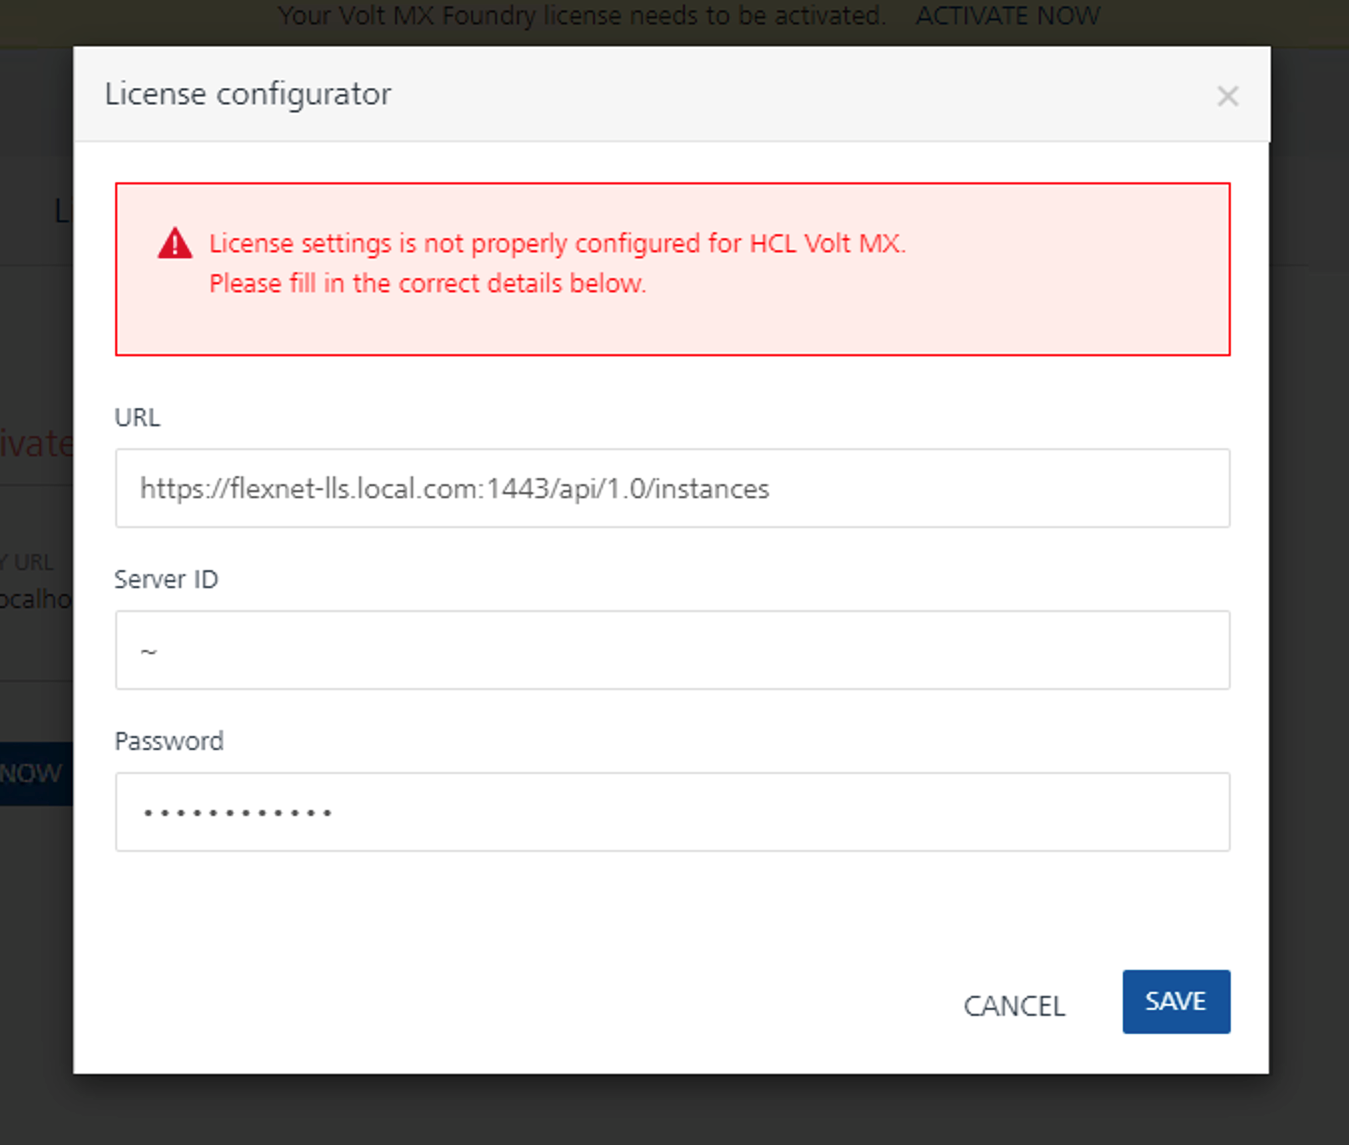 Your Volt MX Foundry license needs to be activated. ACTIVATE NOW
License configurator
×
L
License settings is not properly configured for HCL Volt MX.
Please fill in the correct details below.
URL
ivate
https://flexnet-lls.local.com:1443/api/1.0/instances
Y URL
Server ID
ocalho
~
Password
NOW
••••••••••••
CANCEL
SAVE